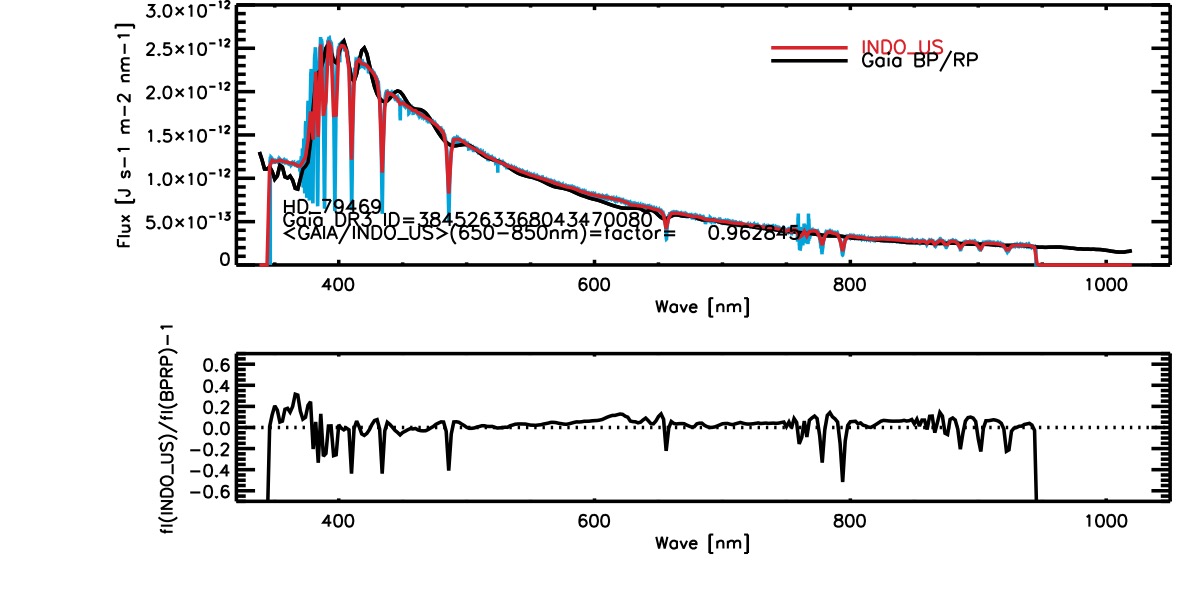 3.0×10⁻¹²
2.5×10⁻¹²
2.0×10⁻¹²
1.5×10⁻¹²
1.0×10⁻¹²
5.0×10⁻¹³
0
Flux [J s−1 m−2 nm−1]
INDO_US
Gaia BP/RP
HD_79469
Gaia DR3 ID=3845263368043470080
<GAIA/INDO_US>(650−850nm)=factor= 0.962845
400 600 800 1000
Wave [nm]
fl(INDO_US)/fl(BPRP)−1
0.6
0.4
0.2
0.0
−0.2
−0.4
−0.6
400 600 800 1000
Wave [nm]